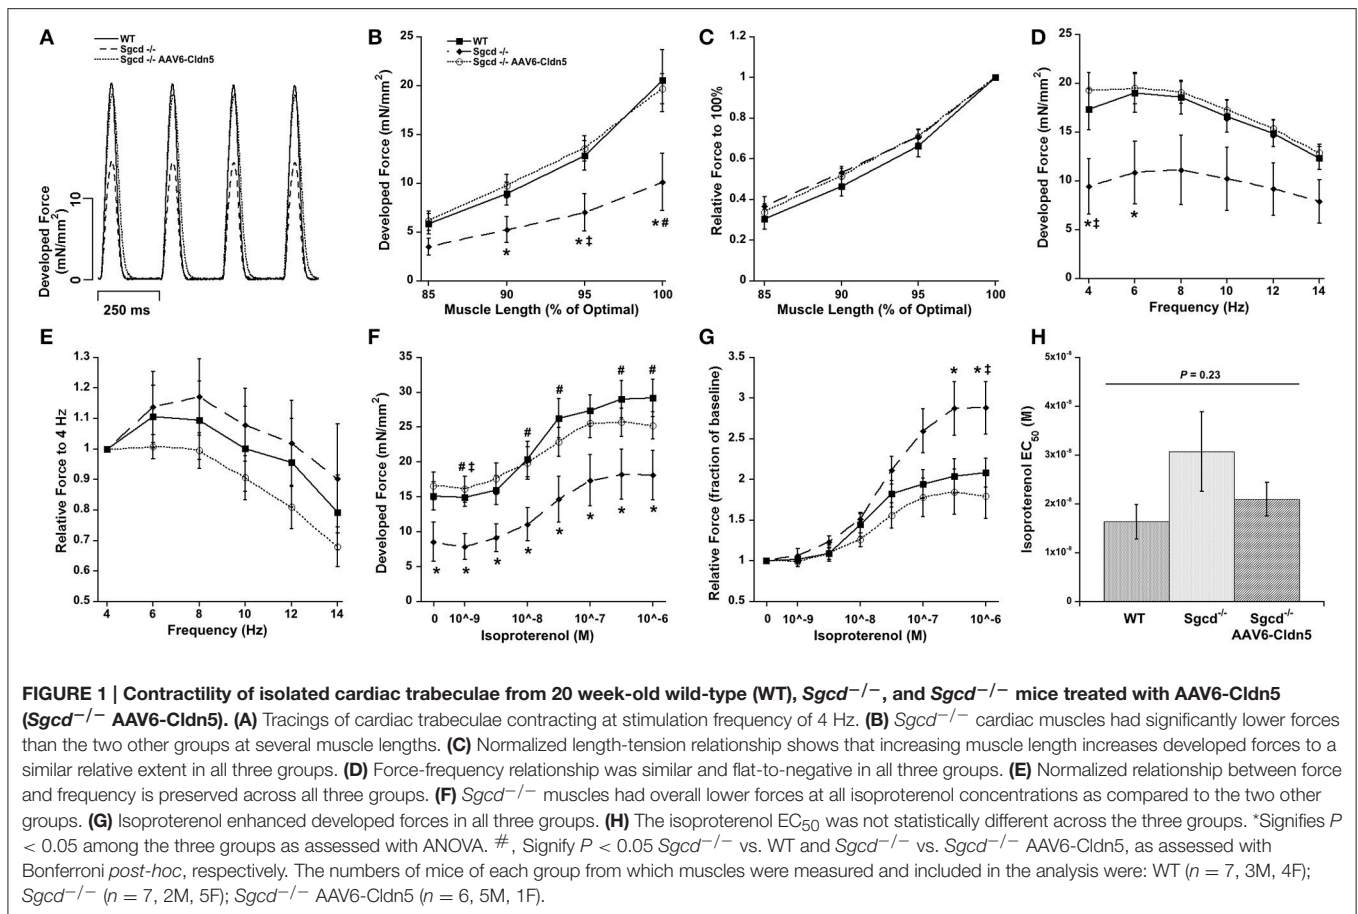 A
WT
Sgcd -/-
Sgcd -/- AAV6-Cldn5
Developed Force
(mN/mm²)
10
0
250 ms
B
WT
Sgcd -/-
Sgcd -/- AAV6-Cldn5
Developed Force (mN/mm²)
25
20
15
10
5
0
*
* ‡
* #
85
90
95
100
Muscle Length (% of Optimal)
C
Relative Force to 100%
1.2
1
0.8
0.6
0.4
0.2
0
85
90
95
100
Muscle Length (% of Optimal)
D
Developed Force (mN/mm²)
25
20
15
10
5
0
*‡
*
4
6
8
10
12
14
Frequency (Hz)
E
Relative Force to 4 Hz
1.3
1.2
1.1
1
0.9
0.8
0.7
0.6
0.5
4
6
8
10
12
14
Frequency (Hz)
F
Developed Force (mN/mm²)
35
30
25
20
15
10
5
0
# ‡
#
#
#
#
*
*
*
*
*
*
*
*
0
10^-9
10^-8
10^-7
10^-6
Isoproterenol (M)
G
Relative Force (fraction of baseline)
3.5
3
2.5
2
1.5
1
0.5
*
* ‡
0
10^-9
10^-8
10^-7
10^-6
Isoproterenol (M)
H
Isoproterenol EC₅₀ (M)
5x10⁻⁸
4x10⁻⁸
3x10⁻⁸
2x10⁻⁸
1x10⁻⁸
0
P = 0.23
WT
Sgcd⁻/⁻
Sgcd⁻/⁻
AAV6-Cldn5
FIGURE 1 | Contractility of isolated cardiac trabeculae from 20 week-old wild-type (WT), Sgcd−/−, and Sgcd−/− mice treated with AAV6-Cldn5
(Sgcd−/− AAV6-Cldn5). (A) Tracings of cardiac trabeculae contracting at stimulation frequency of 4 Hz. (B) Sgcd−/− cardiac muscles had significantly lower forces
than the two other groups at several muscle lengths. (C) Normalized length-tension relationship shows that increasing muscle length increases developed forces to a
similar relative extent in all three groups. (D) Force-frequency relationship was similar and flat-to-negative in all three groups. (E) Normalized relationship between force
and frequency is preserved across all three groups. (F) Sgcd−/− muscles had overall lower forces at all isoproterenol concentrations as compared to the two other
groups. (G) Isoproterenol enhanced developed forces in all three groups. (H) The isoproterenol EC50 was not statistically different across the three groups. *Signifies P
< 0.05 among the three groups as assessed with ANOVA. #, Signify P < 0.05 Sgcd−/− vs. WT and Sgcd−/− vs. Sgcd−/− AAV6-Cldn5, as assessed with
Bonferroni post-hoc, respectively. The numbers of mice of each group from which muscles were measured and included in the analysis were: WT (n = 7, 3M, 4F);
Sgcd−/− (n = 7, 2M, 5F); Sgcd−/− AAV6-Cldn5 (n = 6, 5M, 1F).